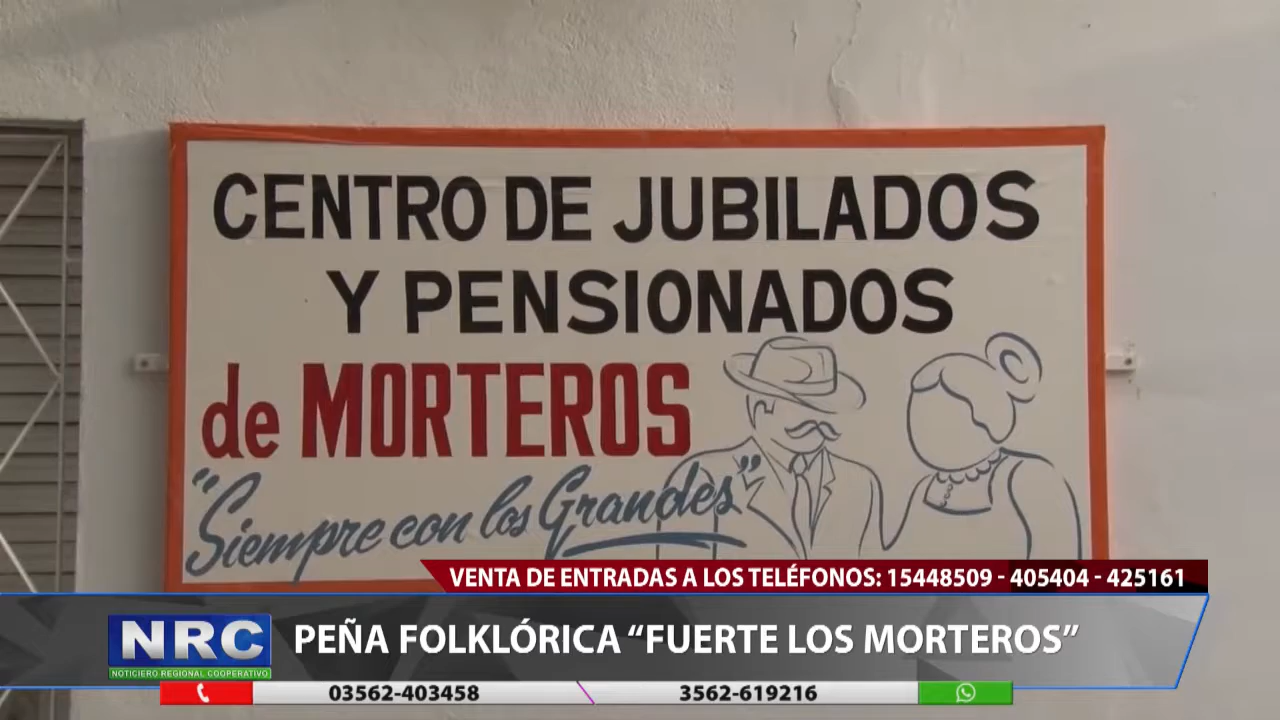 CENTRO DE JUBILADOS
Y PENSIONADOS
de MORTEROS
"Siempre con los Grandes"
VENTA DE ENTRADAS A LOS TELÉFONOS: 15448509 - 405404 - 425161
NRC
NOTICIERO REGIONAL COOPERATIVO
PEÑA FOLKLÓRICA “FUERTE LOS MORTEROS”
03562-403458
3562-619216